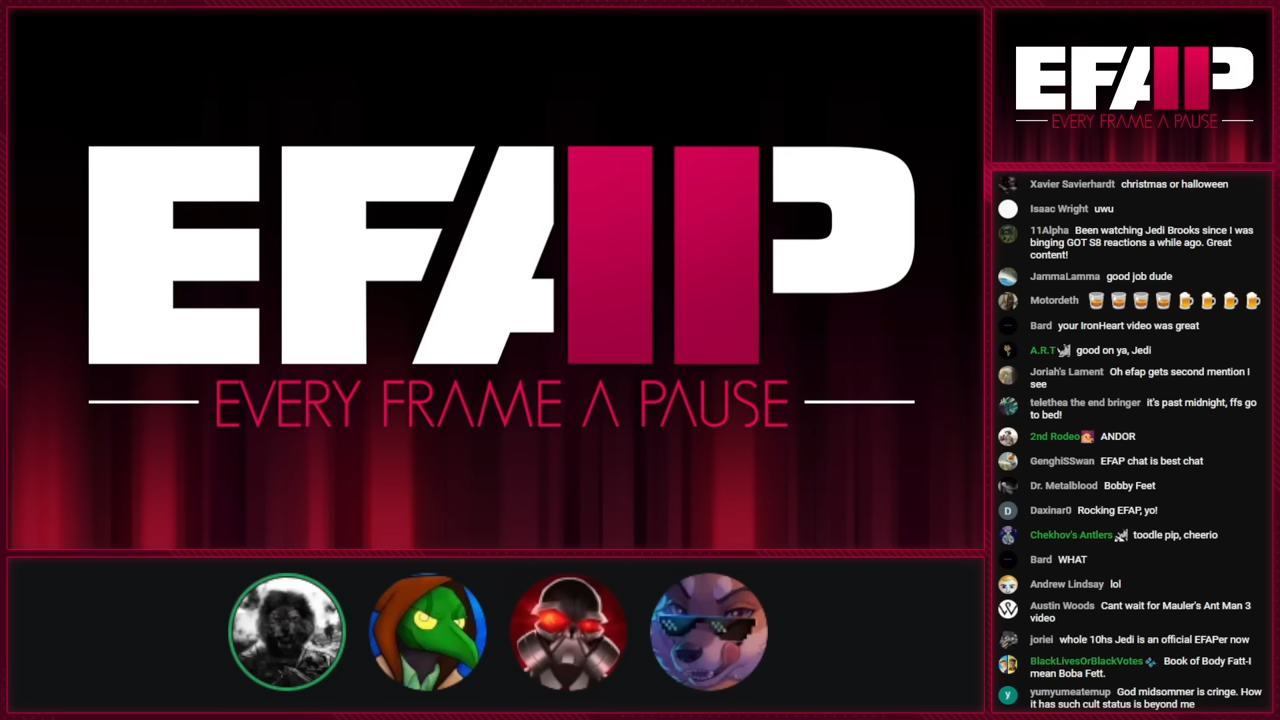 EFAP
EVERY FRAME A PAUSE
EFAP
EVERY FRAME A PAUSE
Xavier Savierhardt christmas or halloween
Isaac Wright uwu
11Alpha Been watching Jedi Brooks since I was
binging GOT S8 reactions a while ago. Great
content!
JammaLamma good job dude
Motordeth 🥃🥃🥃🥃🍺🍺🍺🍺
Bard your IronHeart video was great
A.R.T good on ya, Jedi
Joriah's Lament Oh efap gets second mention I
see
telethea the end bringer it's past midnight, ffs go
to bed!
2nd Rodeo ANDOR
GenghiSSwan EFAP chat is best chat
Dr. Metalblood Bobby Feet
D Daxinar0 Rocking EFAP, yo!
Chekhov's Antlers toodle pip, cheerio
Bard WHAT
Andrew Lindsay lol
Austin Woods Cant wait for Mauler's Ant Man 3
video
joriei whole 10hs Jedi is an official EFAPer now
BlackLivesOrBlackVotes Book of Body Fatt-I
mean Boba Fett.
y yumyumeatemup God midsommer is cringe. How
it has such cult status is beyond me